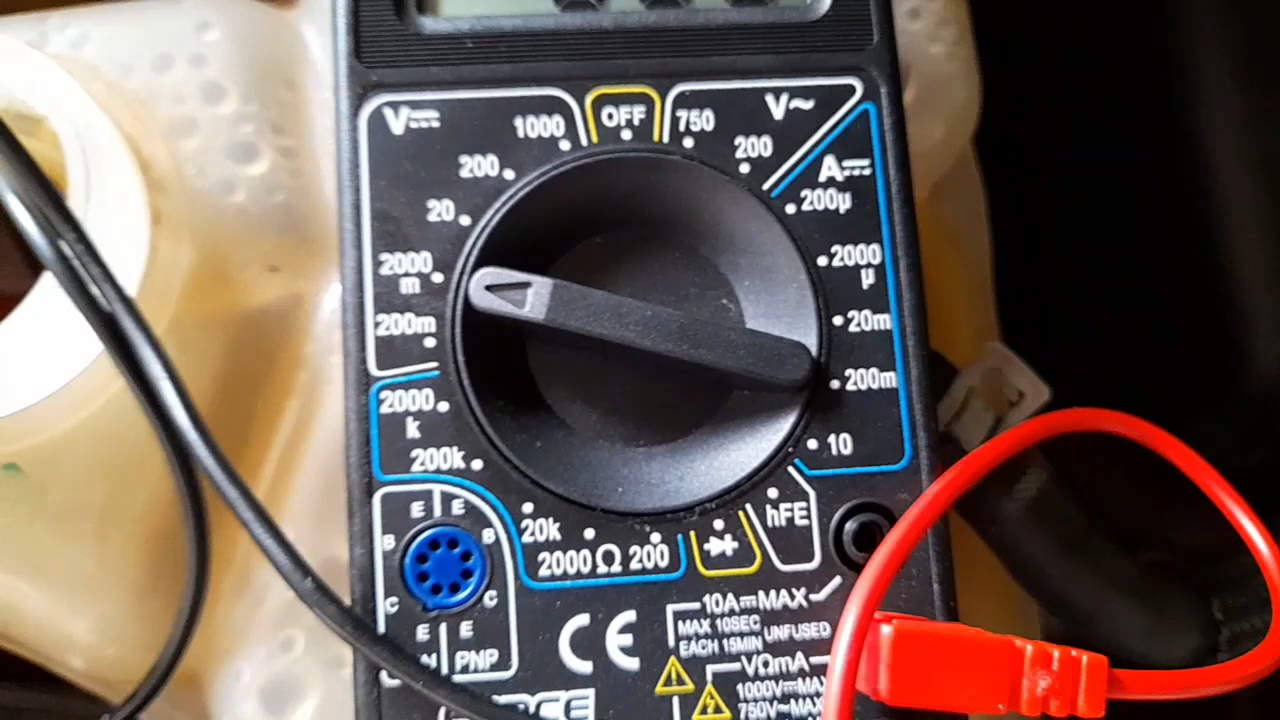 V⎓
1000
OFF
750
V~
200
20
2000
m
200m
200
A⎓
200µ
2000
µ
20m
200m
10
2000
k
200k
20k
2000 Ω 200
hFE
E E
B B
C C
E E
N PNP
CE
10A⎓MAX
MAX 10SEC
EACH 15MIN UNFUSED
VΩmA
1000V⎓MAX
750V~MAX